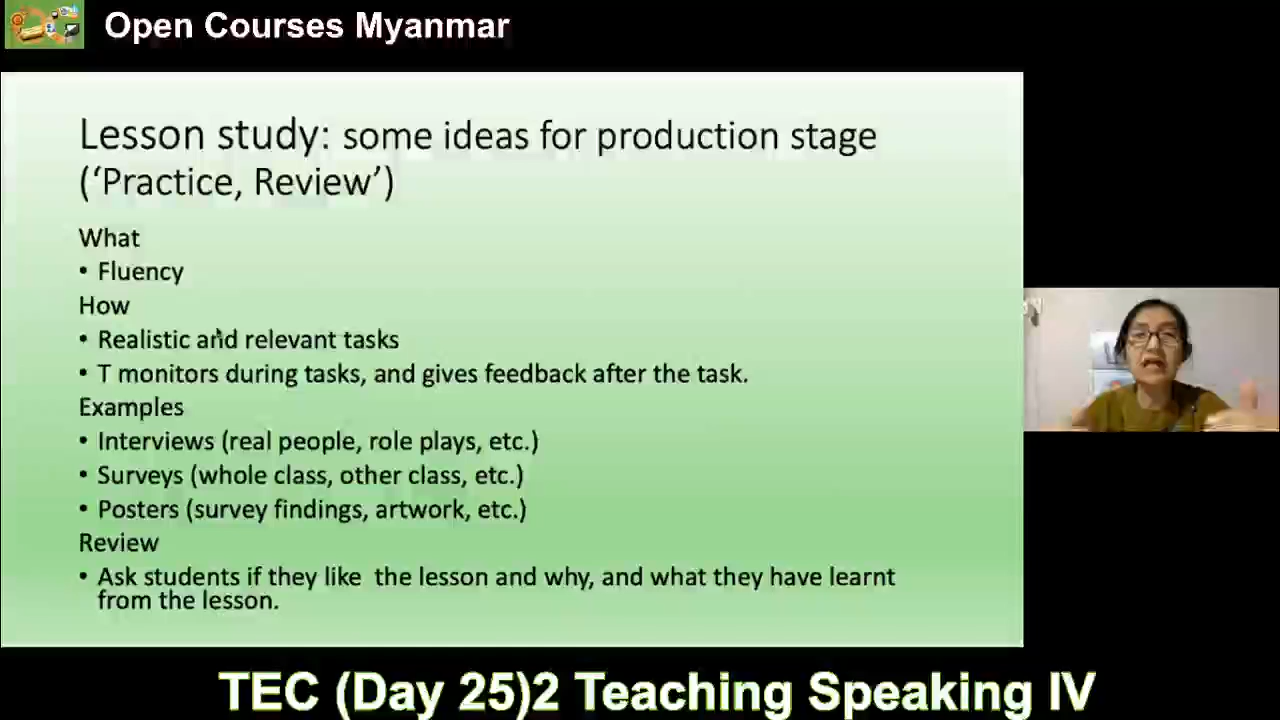 Open Courses Myanmar
Lesson study: some ideas for production stage
(‘Practice, Review’)
What
• Fluency
How
• Realistic and relevant tasks
• T monitors during tasks, and gives feedback after the task.
Examples
• Interviews (real people, role plays, etc.)
• Surveys (whole class, other class, etc.)
• Posters (survey findings, artwork, etc.)
Review
• Ask students if they like  the lesson and why, and what they have learnt
from the lesson.
TEC (Day 25)2 Teaching Speaking IV